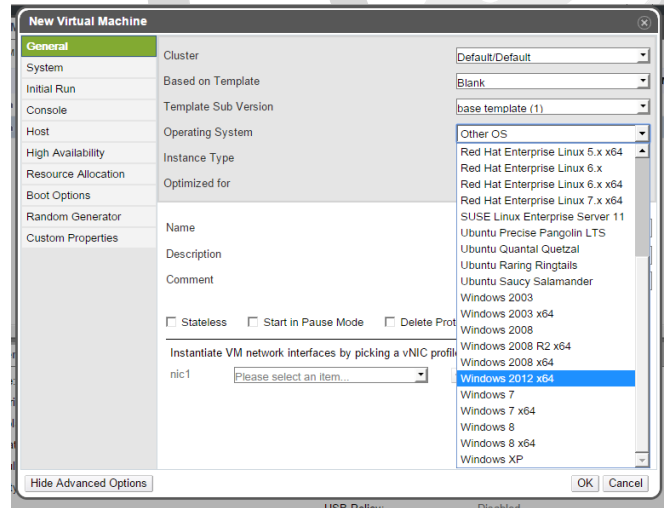 New Virtual Machine
General
System
Initial Run
Console
Host
High Availability
Resource Allocation
Boot Options
Random Generator
Custom Properties
Cluster Default/Default
Based on Template Blank
Template Sub Version base template (1)
Operating System Other OS
Instance Type
Optimized for
Red Hat Enterprise Linux 5.x x64
Red Hat Enterprise Linux 6.x
Red Hat Enterprise Linux 6.x x64
Red Hat Enterprise Linux 7.x x64
SUSE Linux Enterprise Server 11
Ubuntu Precise Pangolin LTS
Ubuntu Quantal Quetzal
Ubuntu Raring Ringtails
Ubuntu Saucy Salamander
Windows 2003
Windows 2003 x64
Windows 2008
Windows 2008 R2 x64
Windows 2008 x64
Windows 2012 x64
Windows 7
Windows 7 x64
Windows 8
Windows 8 x64
Windows XP
Name
Description
Comment
Stateless Start in Pause Mode Delete Prot
Instantiate VM network interfaces by picking a vNIC profil
nic1 Please select an item...
Hide Advanced Options OK Cancel
USB Policy: Disabled